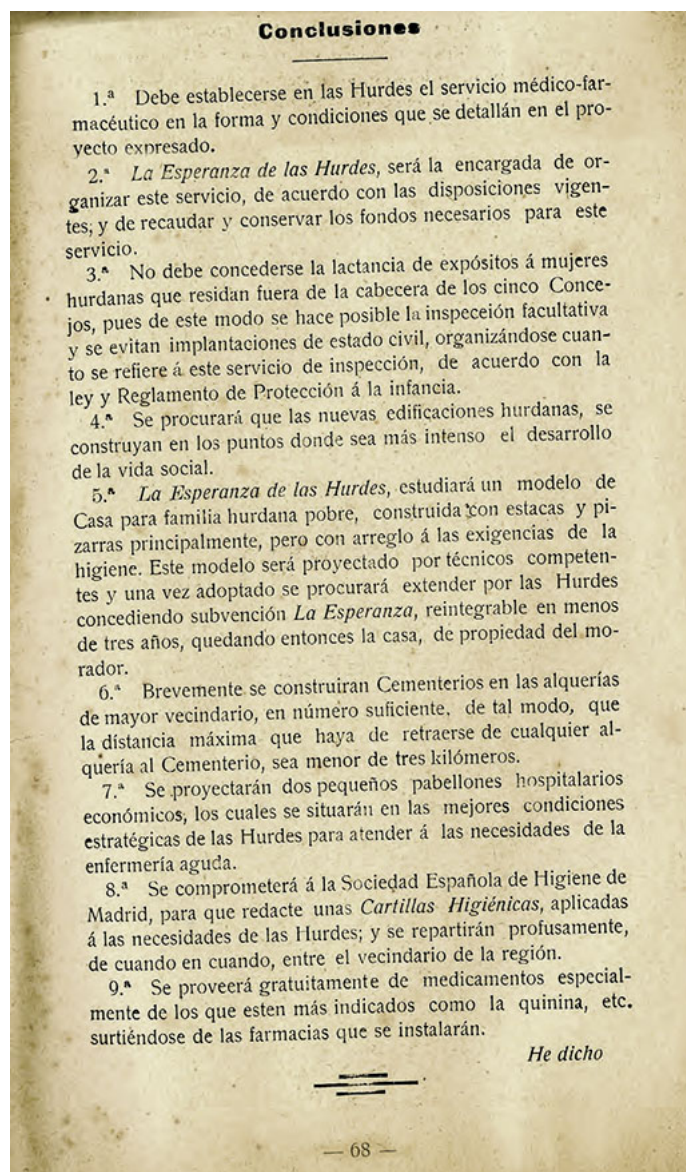 Conclusiones
1.ª Debe establecerse en las Hurdes el servicio médico-far-
macéutico en la forma y condiciones que se detallán en el pro-
yecto expresado.
2.ª La Esperanza de las Hurdes, será la encargada de or-
ganizar este servicio, de acuerdo con las disposiciones vigen-
tes, y de recaudar y conservar los fondos necesarios para este
servicio.
3.ª No debe concederse la lactancia de expósitos á mujeres
hurdanas que residan fuera de la cabecera de los cinco Conce-
jos, pues de este modo se hace posible la inspeceión facultativa
y se evitan implantaciones de estado civil, organizándose cuan-
to se refiere á este servicio de inspección, de acuerdo con la
ley y Reglamento de Protección á la infancia.
4.ª Se procurará que las nuevas edificaciones hurdanas, se
construyan en los puntos donde sea más intenso el desarrollo
de la vida social.
5.ª La Esperanza de las Hurdes, estudiará un modelo de
Casa para familia hurdana pobre, construida con estacas y pi-
zarras principalmente, pero con arreglo á las exigencias de la
higiene. Este modelo será proyectado por técnicos competen-
tes y una vez adoptado se procurará extender por las Hurdes
concediendo subvención La Esperanza, reintegrable en menos
de tres años, quedando entonces la casa, de propiedad del mo-
rador.
6.ª Brevemente se construiran Cementerios en las alquerías
de mayor vecindario, en número suficiente, de tal modo, que
la distancia máxima que haya de retraerse de cualquier al-
quería al Cementerio, sea menor de tres kilómeros.
7.ª Se proyectarán dos pequeños pabellones hospitalarios
económicos, los cuales se situarán en las mejores condiciones
estratégicas de las Hurdes para atender á las necesidades de la
enfermería aguda.
8.ª Se comprometerá á la Sociedad Española de Higiene de
Madrid, para que redacte unas Cartillas Higiénicas, aplicadas
á las necesidades de las Hurdes; y se repartirán profusamente,
de cuando en cuando, entre el vecindario de la región.
9.ª Se proveerá gratuitamente de medicamentos especial-
mente de los que esten más indicados como la quinina, etc.
surtiéndose de las farmacias que se instalarán.
He dicho
— 68 —